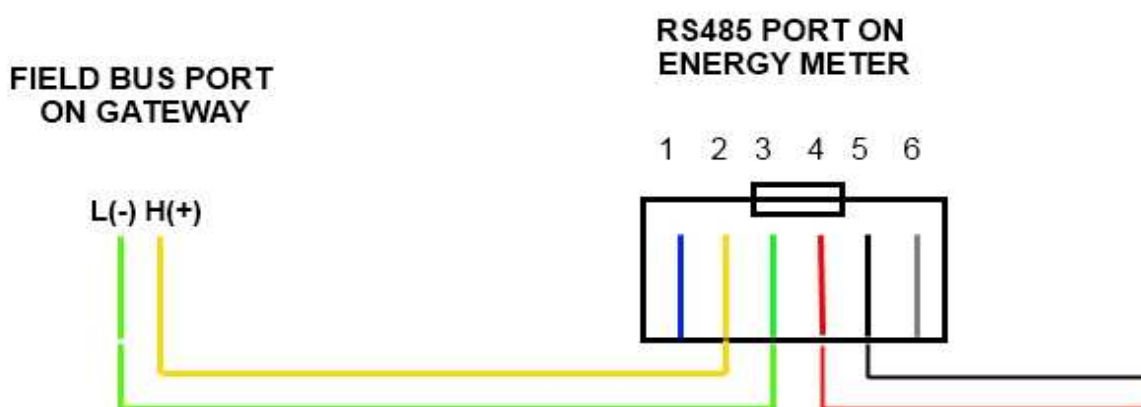 FIELD BUS PORT
ON GATEWAY
L(-) H(+)
RS485 PORT ON
ENERGY METER
1 2 3 4 5 6